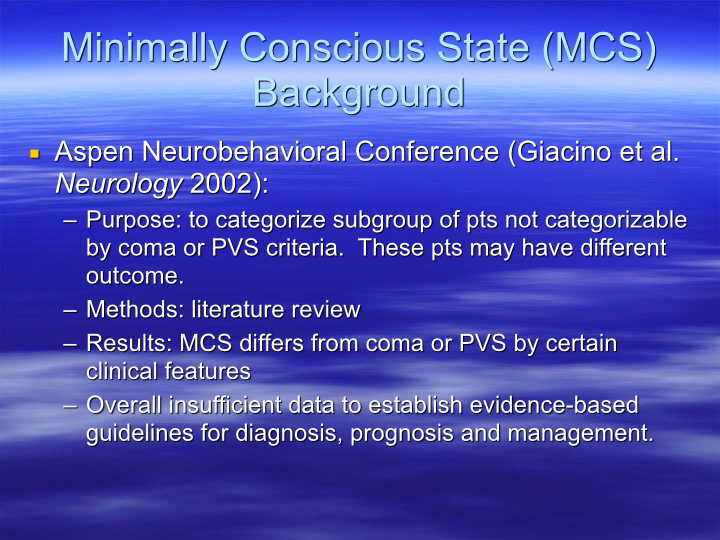 Minimally Conscious State (MCS)
Background
▪ Aspen Neurobehavioral Conference (Giacino et al.
Neurology 2002):
– Purpose: to categorize subgroup of pts not categorizable
by coma or PVS criteria.  These pts may have different
outcome.
– Methods: literature review
– Results: MCS differs from coma or PVS by certain
clinical features
– Overall insufficient data to establish evidence-based
guidelines for diagnosis, prognosis and management.